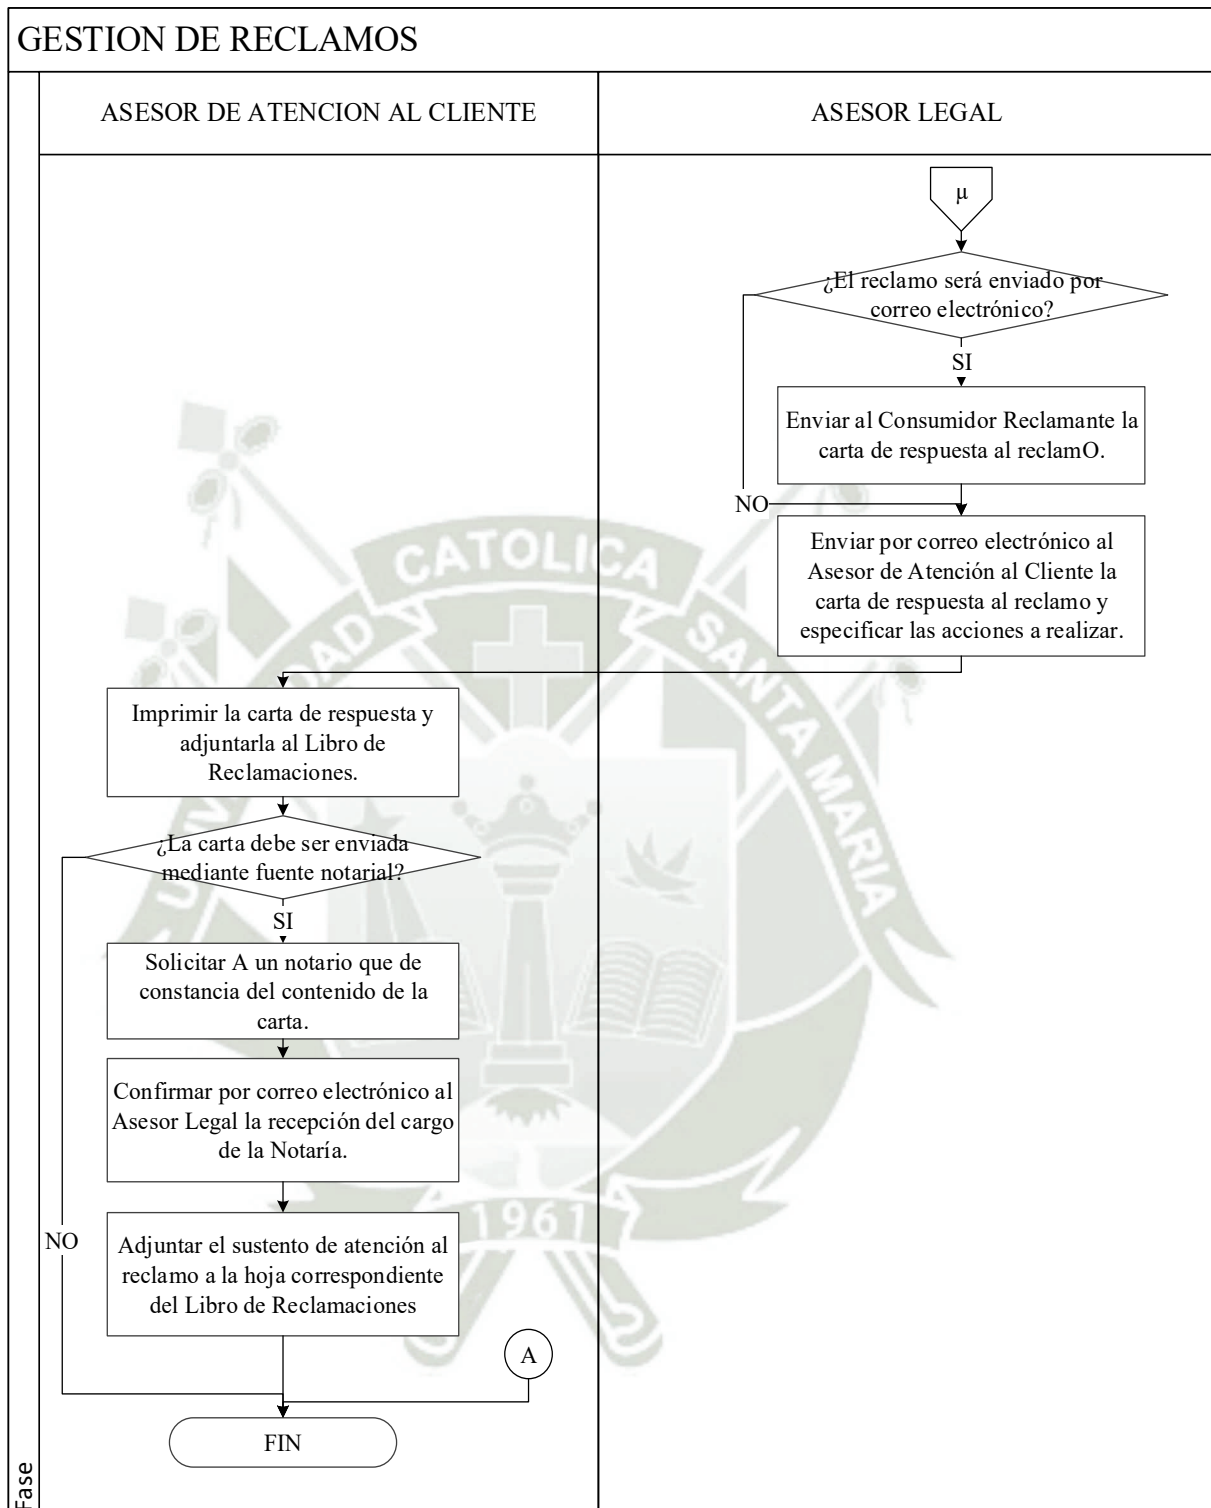 GESTION DE RECLAMOS
ASESOR DE ATENCION AL CLIENTE
ASESOR LEGAL
µ
¿El reclamo será enviado por
correo electrónico?
SI
Enviar al Consumidor Reclamante la
carta de respuesta al reclamO.
NO
Enviar por correo electrónico al
Asesor de Atención al Cliente la
carta de respuesta al reclamo y
especificar las acciones a realizar.
Imprimir la carta de respuesta y
adjuntarla al Libro de
Reclamaciones.
¿La carta debe ser enviada
mediante fuente notarial?
SI
Solicitar A un notario que de
constancia del contenido de la
carta.
Confirmar por correo electrónico al
Asesor Legal la recepción del cargo
de la Notaría.
NO
Adjuntar el sustento de atención al
reclamo a la hoja correspondiente
del Libro de Reclamaciones
A
FIN
Fase
UNIVERSIDAD CATOLICA SANTA MARIA
1961